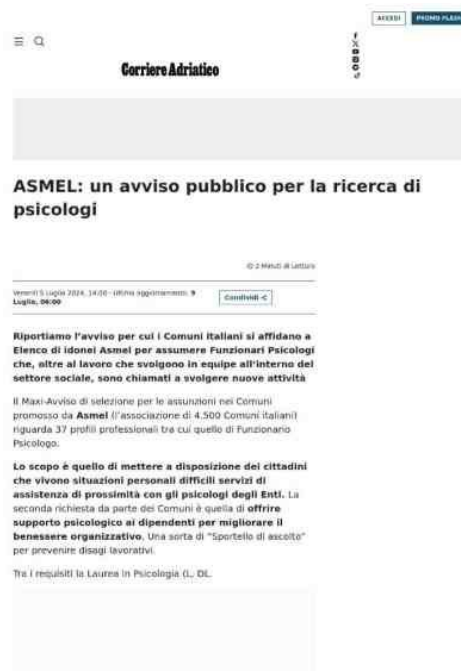 ACCEDI PROMO FLASH
Corriere Adriatico
ASMEL: un avviso pubblico per la ricerca di
psicologi
2 Minuti di Lettura
Venerdì 5 Luglio 2024, 14:00 - Ultimo aggiornamento: 9
Luglio, 06:00
Condividi
Riportiamo l’avviso per cui i Comuni italiani si affidano a
Elenco di idonei Asmel per assumere Funzionari Psicologi
che, oltre al lavoro che svolgono in equipe all’interno del
settore sociale, sono chiamati a svolgere nuove attività
Il Maxi-Avviso di selezione per le assunzioni nei Comuni
promosso da Asmel (l’associazione di 4.500 Comuni italiani)
riguarda 37 profili professionali tra cui quello di Funzionario
Psicologo.
Lo scopo è quello di mettere a disposizione dei cittadini
che vivono situazioni personali difficili servizi di
assistenza di prossimità con gli psicologi degli Enti. La
seconda richiesta da parte dei Comuni è quella di offrire
supporto psicologico ai dipendenti per migliorare il
benessere organizzativo. Una sorta di “Sportello di ascolto”
per prevenire disagi lavorativi.
Tra i requisiti la Laurea in Psicologia (L, DL.